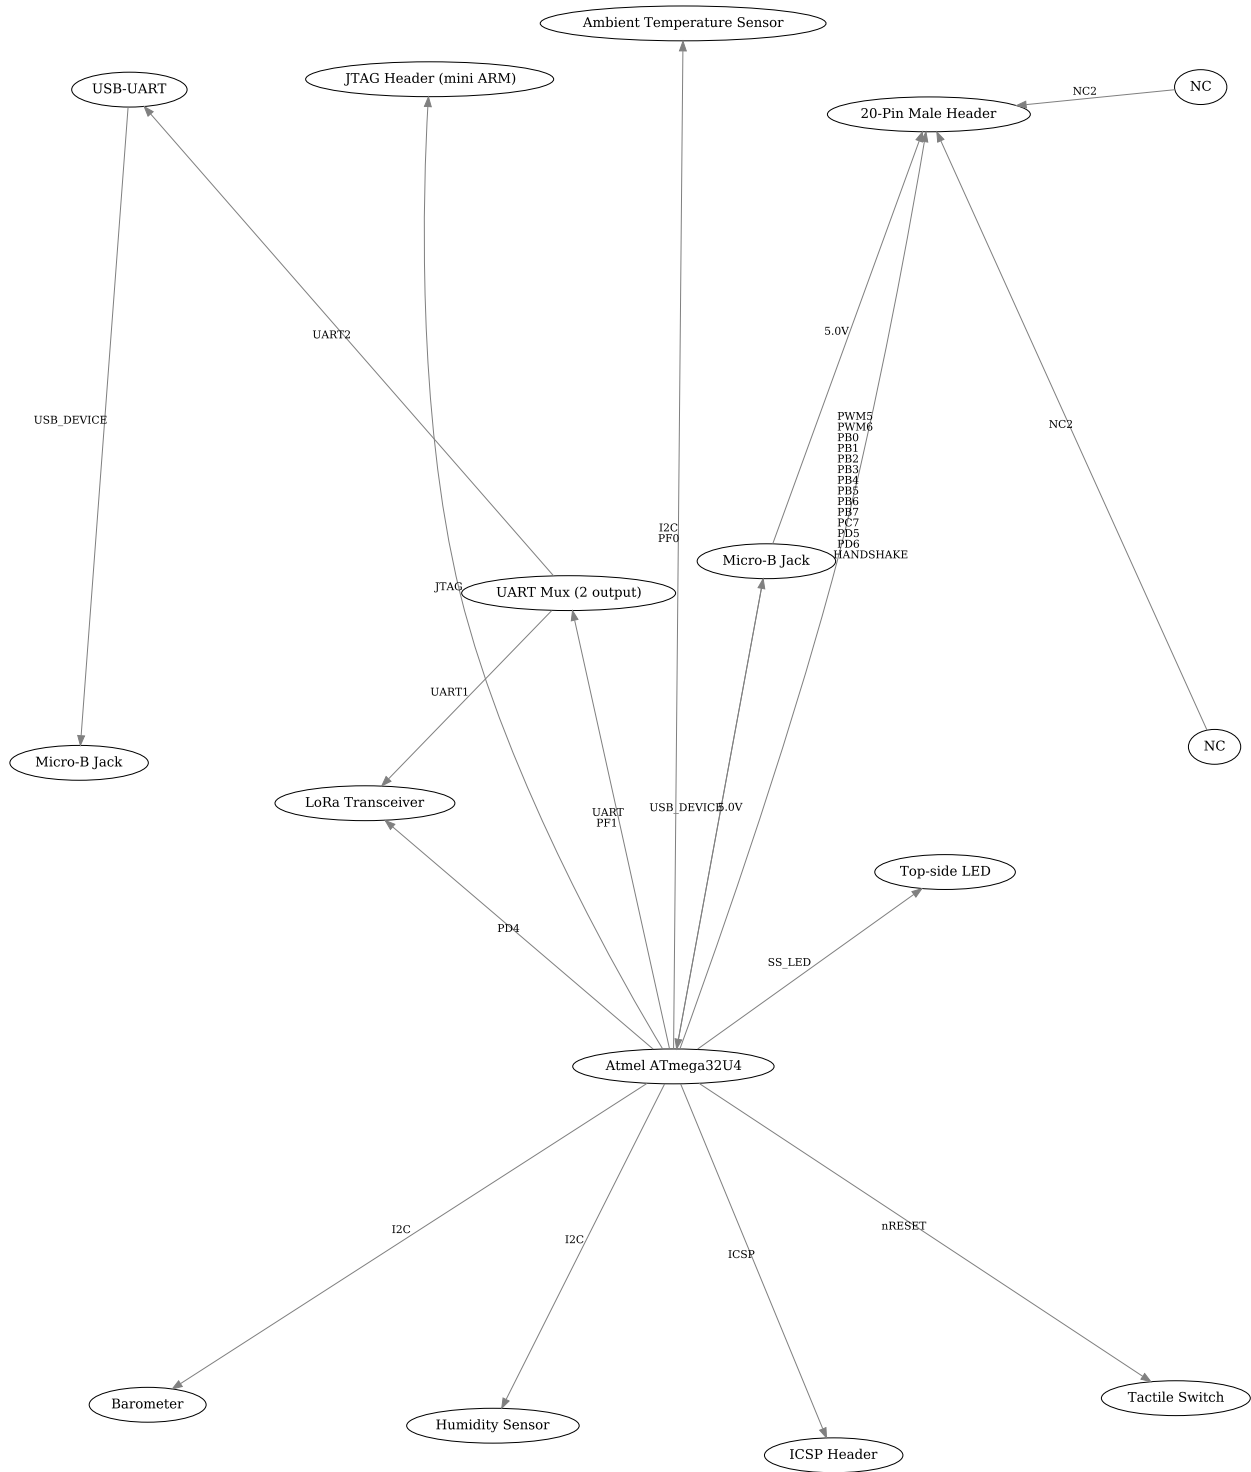 Ambient Temperature Sensor
JTAG Header (mini ARM)
USB-UART
NC
NC2
20-Pin Male Header
5.0V
UART2
PWM5
PWM6
PB0
PB1
PB2
PB3
PB4
PB5
PB6
PB7
PC7
PD5
PD6
HANDSHAKE
USB_DEVICE
NC2
I2C
PF0
Micro-B Jack
JTAG
UART Mux (2 output)
UART1
NC
Micro-B Jack
LoRa Transceiver
UART
PF1
USB_DEVICE
5.0V
Top-side LED
PD4
SS_LED
Atmel ATmega32U4
I2C
I2C
ICSP
nRESET
Barometer
Humidity Sensor
ICSP Header
Tactile Switch